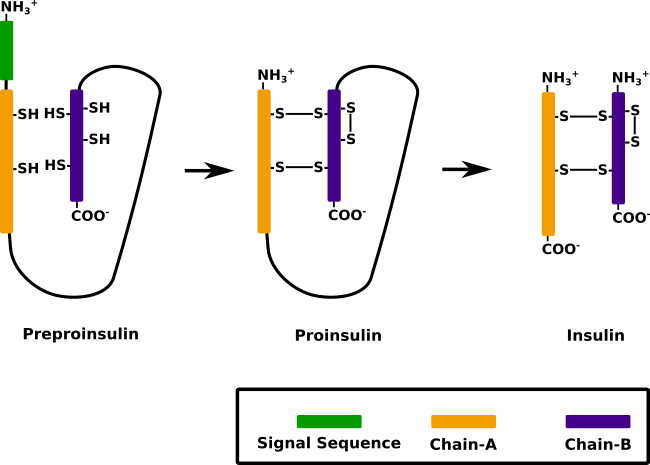 NH₃⁺
-SH HS- -SH
-SH
-SH HS-
COO⁻
Preproinsulin
NH₃⁺
-S S- -S
-S
-S S-
COO⁻
Proinsulin
NH₃⁺ NH₃⁺
-S S- -S
-S
-S S-
COO⁻
COO⁻
Insulin
Signal Sequence Chain-A Chain-B